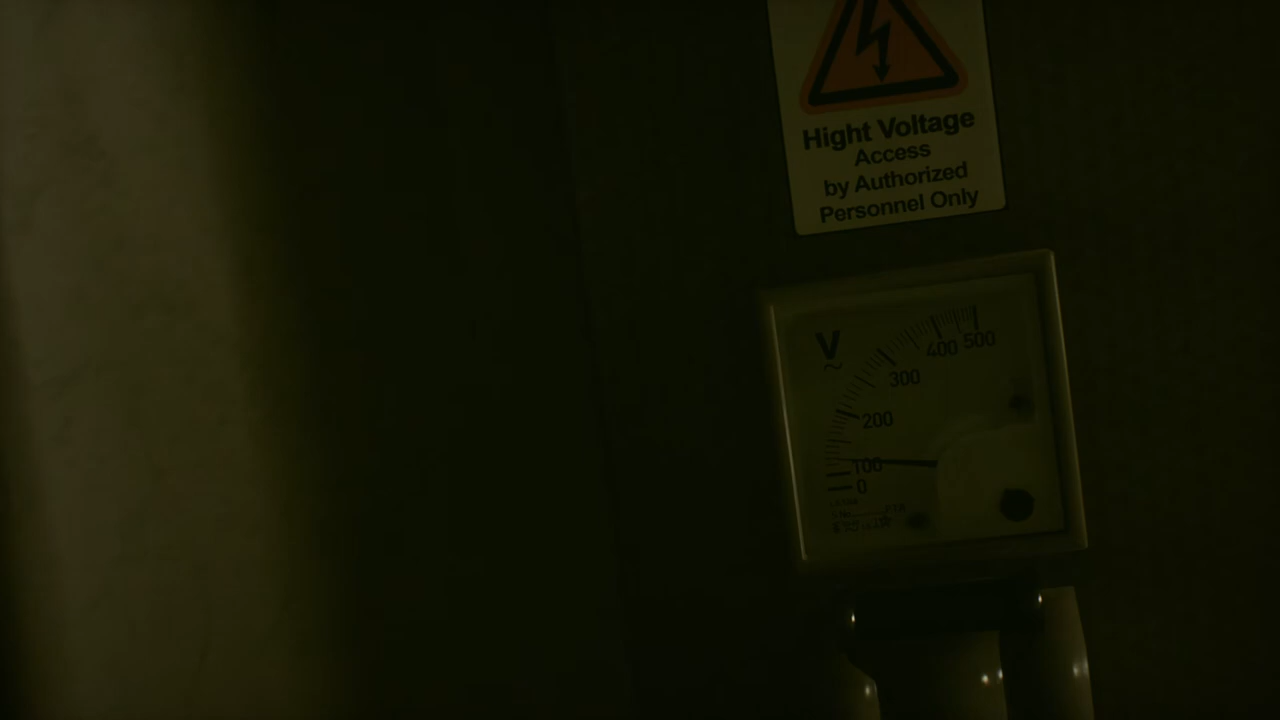 Hight Voltage
Access
by Authorized
Personnel Only
V
~
400 500
300
200
100
0